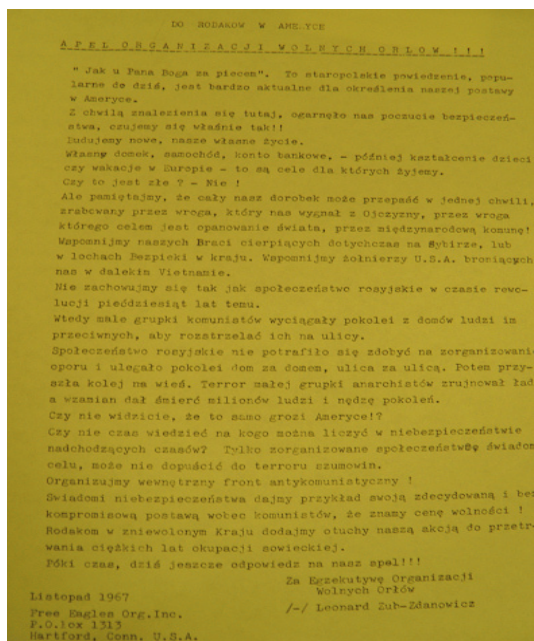 DO RODAKÓW W AMERYCE
APEL ORGANIZACJI WOLNYCH ORŁÓW !!!
" Jak u Pana Boga za piecem". To staropolskie powiedzenie, popu-
larne do dziś, jest bardzo aktualne dla określenia naszej postawy
w Ameryce.
Z chwilą znalezienia się tutaj, ogarnęło nas poczucie bezpieczeń-
stwa, czujemy się właśnie tak!!
Budujemy nowe, nasze własne życie.
Własny domek, samochód, konto bankowe, - później kształcenie dzieci
czy wakacje w Europie - to są cele dla których żyjemy.
Czy to jest złe ? - Nie !
Ale pamiętajmy, że cały nasz dorobek może przepaść w jednej chwili,
zrabowany przez wroga, który nas wygnał z Ojczyzny, przez wroga
którego celem jest opanowanie świata, przez międzynarodową komunę!
Wspomnijmy naszych Braci cierpiących dotychczas na Sybirze, lub
w lochach Bezpieki w kraju. Wspomnijmy żołnierzy U.S.A. broniących
nas w dalekim Vietnamie.
Nie zachowujmy się tak jak społeczeństwo rosyjskie w czasie rewo-
lucji pięćdziesiąt lat temu.
Wtedy małe grupki komunistów wyciągały pokolei z domów ludzi im
przeciwnych, aby rozstrzelać ich na ulicy.
Społeczeństwo rosyjskie nie potrafiło się zdobyć na zorganizowanie
oporu i ulegało pokolei dom za domem, ulica za ulicą. Potem przy-
szła kolej na wieś. Terror małej grupki anarchistów zrujnował ład
a wzamian dał śmierć milionów ludzi i nędzę pokoleń.
Czy nie widzicie, że to samo grozi Ameryce!?
Czy nie czas wiedzieć na kogo można liczyć w niebezpieczeństwie
nadchodzących czasów? Tylko zorganizowane społeczeństwo świadom
celu, może nie dopuścić do terroru szumowin.
Organizujmy wewnętrzny front antykomunistyczny !
Świadomi niebezpieczeństwa dajmy przykład swoją zdecydowaną i bez
kompromisową postawą wobec komunistów, że znamy cenę wolności !
Rodakom w zniewolonym Kraju dodajmy otuchy naszą akcją do przetr-
wania ciężkich lat okupacji sowieckiej.
Póki czas, dziś jeszcze odpowiedz na nasz apel!!!
Za Egzekutywę Organizacji
Wolnych Orłów
/-/ Leonard Zub-Zdanowicz
Listopad 1967
Free Eagles Org.Inc.
P.O.Box 1313
Hartford, Conn. U.S.A.